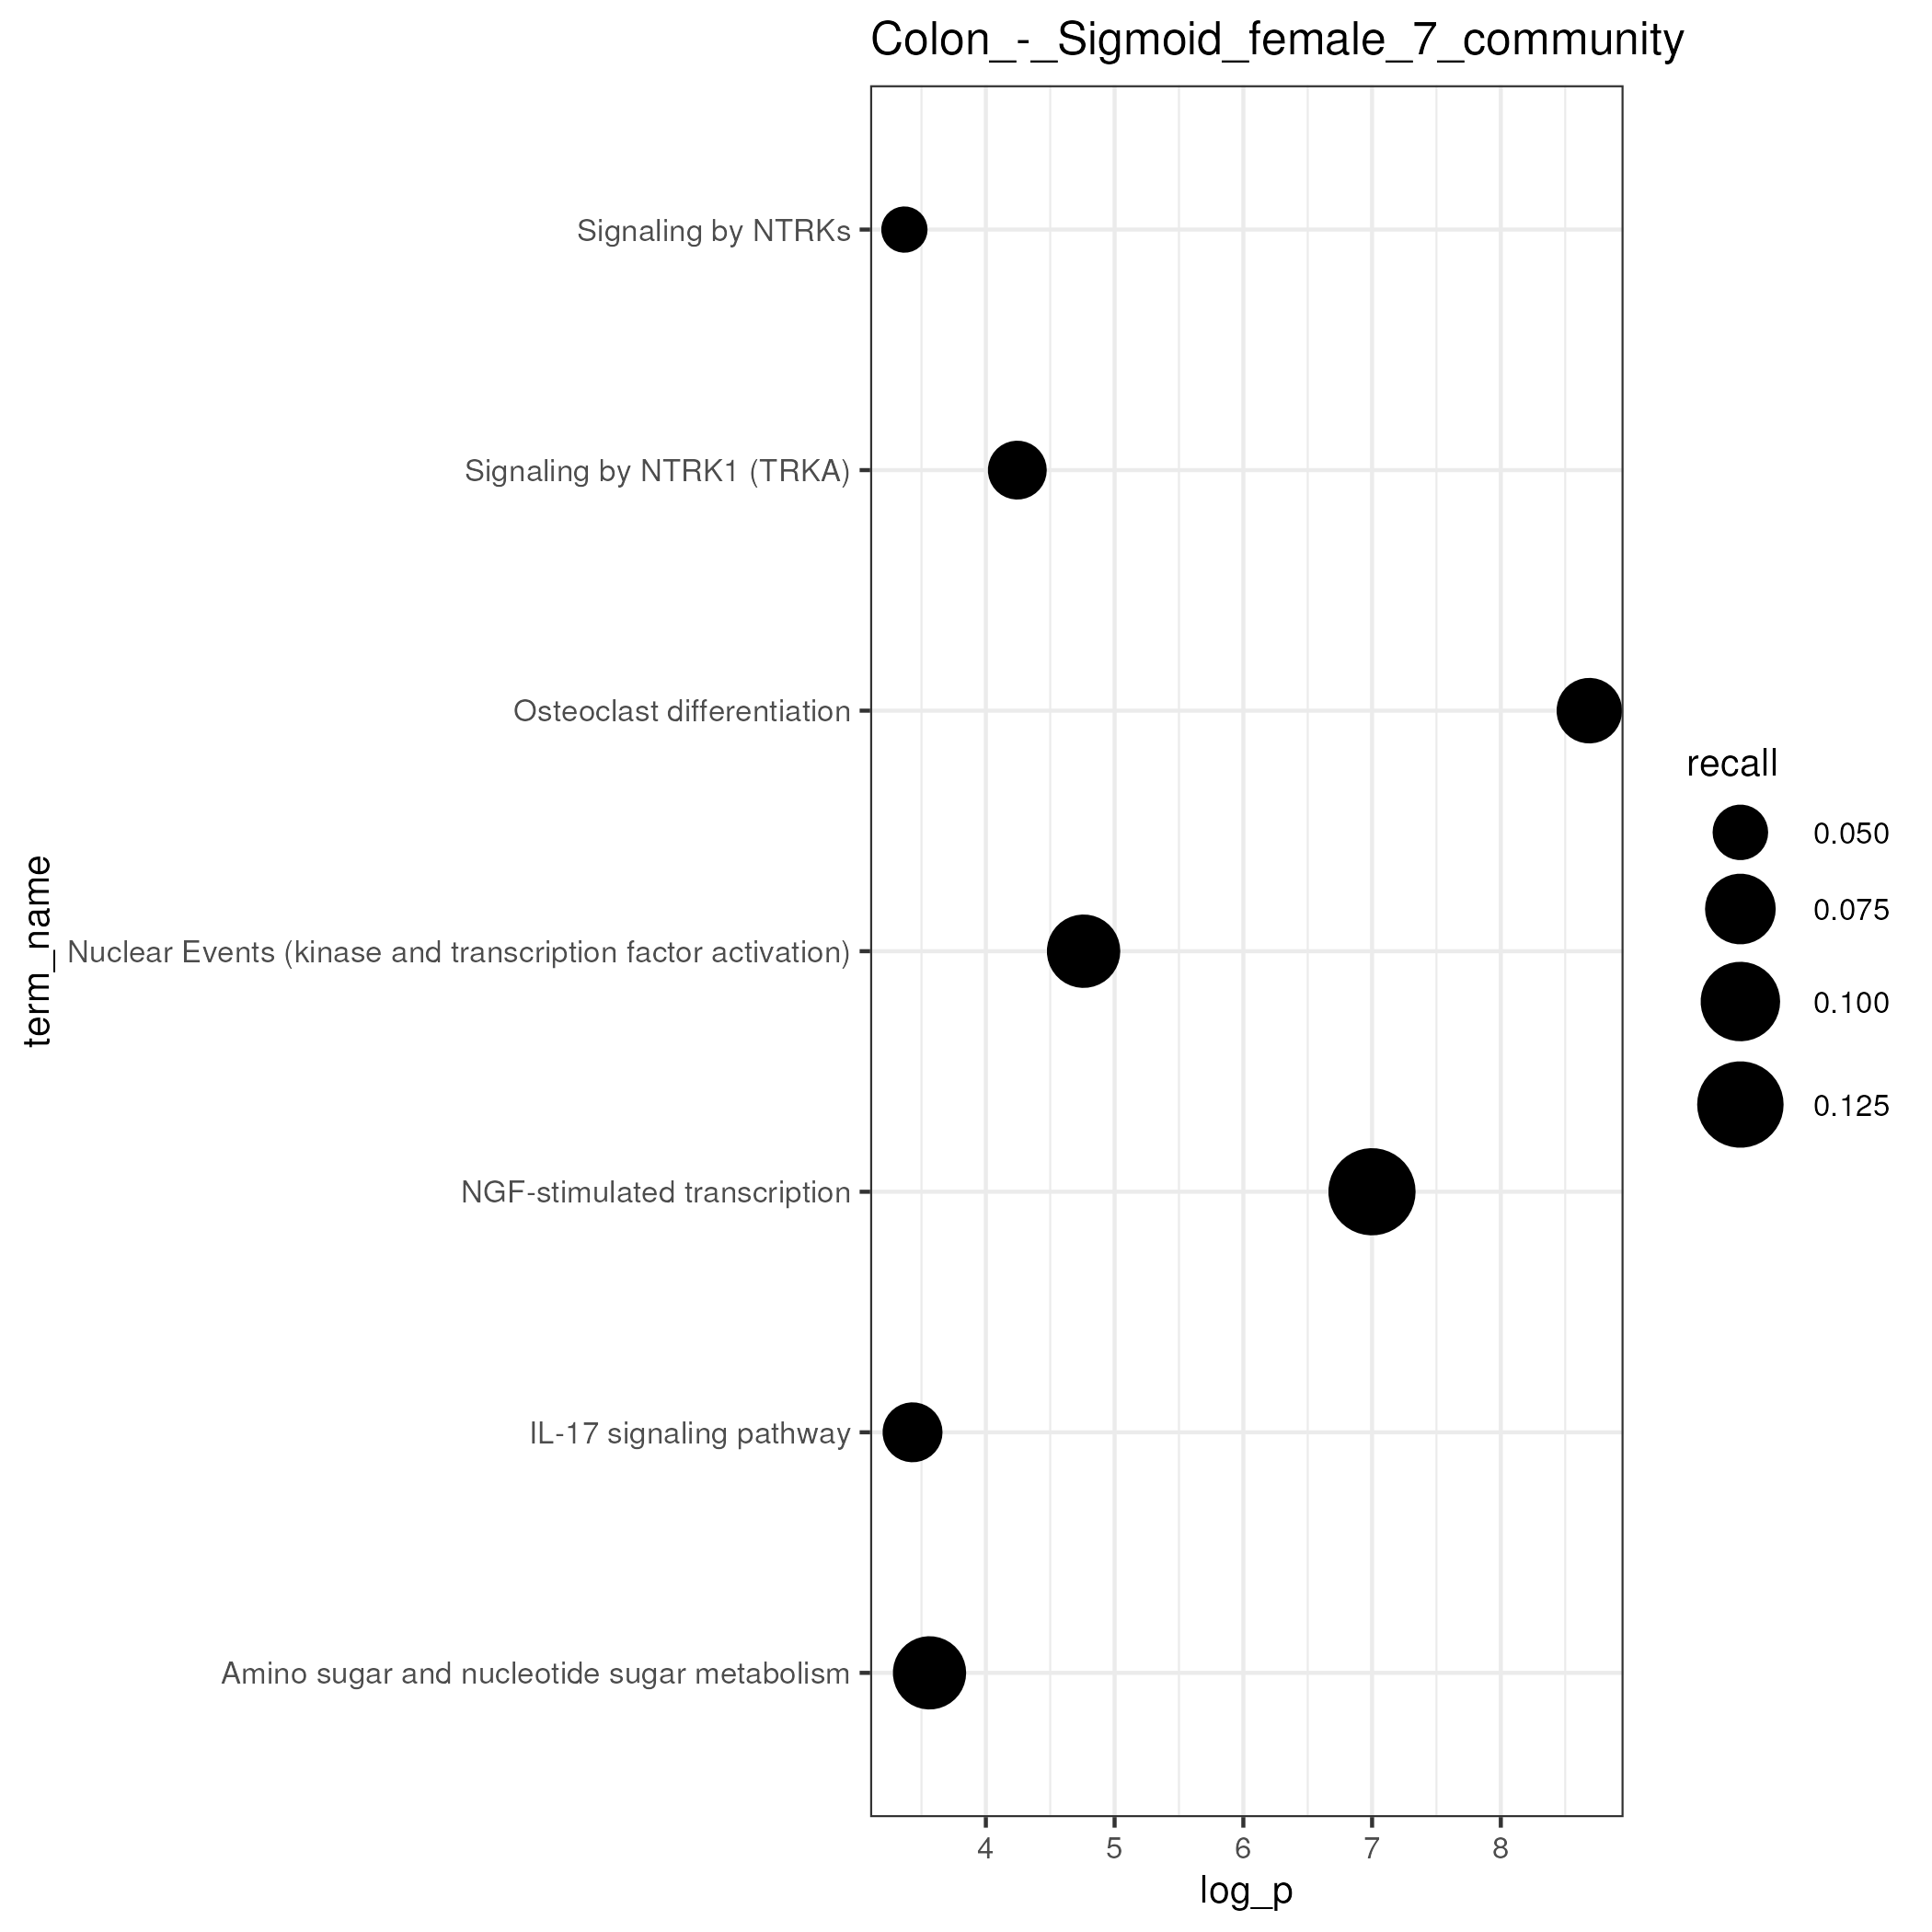 Colon_-_Sigmoid_female_7_community
Signaling by NTRKs
Signaling by NTRK1 (TRKA)
Osteoclast differentiation
Nuclear Events (kinase and transcription factor activation)
NGF-stimulated transcription
IL-17 signaling pathway
Amino sugar and nucleotide sugar metabolism
term_name
4 5 6 7 8
log_p
recall
0.050
0.075
0.100
0.125